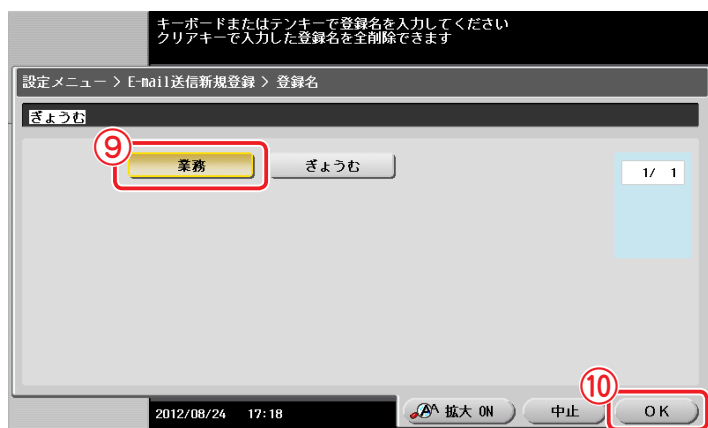 キーボードまたはテンキーで登録名を入力してください
クリアキーで入力した登録名を全削除できます
設定メニュー > E-mail送信新規登録 > 登録名
ぎょうむ
⑨
業務 ぎょうむ
1/ 1
⑩
2012/08/24 17:18 拡大 ON 中止 OK